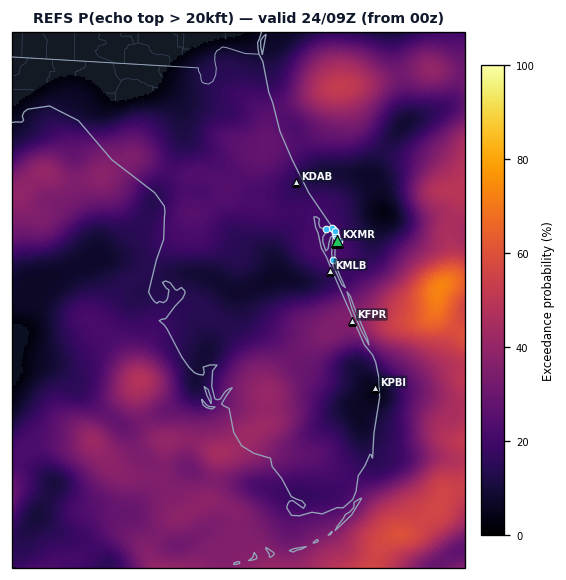 REFS P(echo top > 20kft) — valid 24/09Z (from 00z)
KDAB
KXMR
KMLB
KFPR
KPBI
100
80
60
40
20
0
Exceedance probability (%)